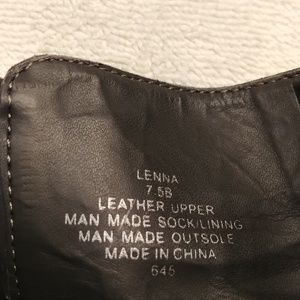 LENNA
7.5B
LEATHER UPPER
MAN MADE SOCK/LINING
MAN MADE OUTSOLE
MADE IN CHINA
645